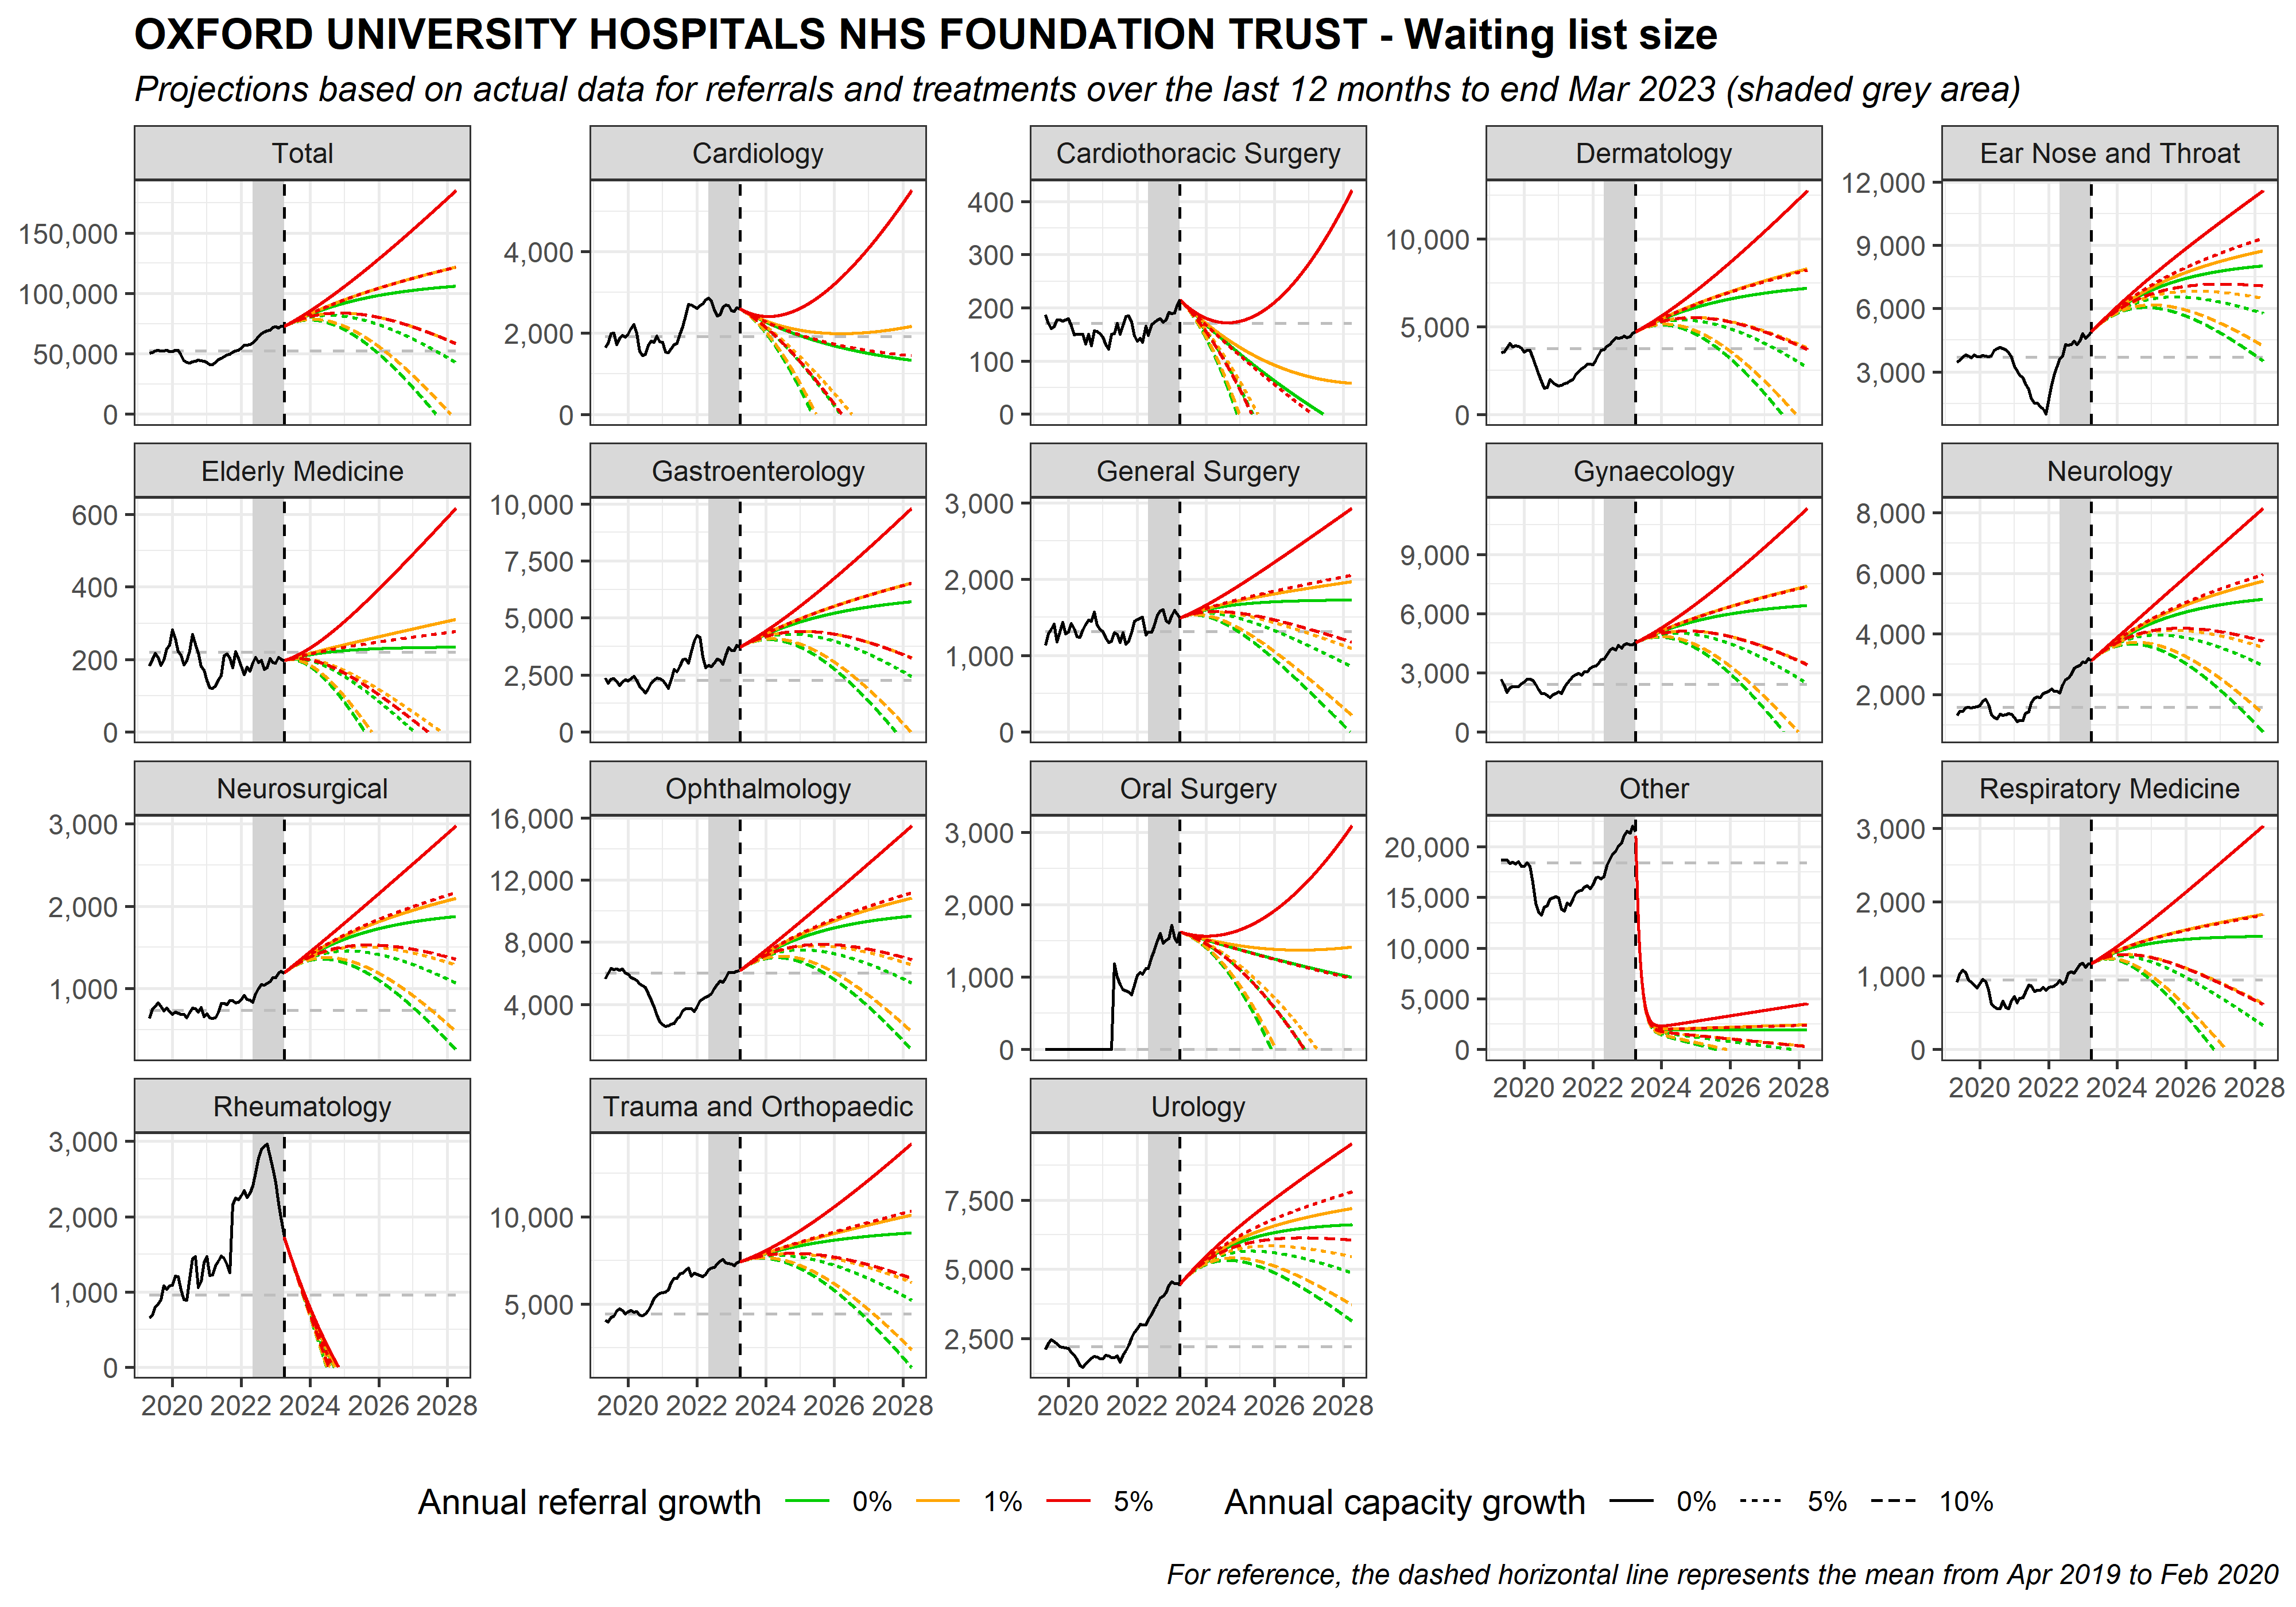 OXFORD UNIVERSITY HOSPITALS NHS FOUNDATION TRUST - Waiting list size
Projections based on actual data for referrals and treatments over the last 12 months to end Mar 2023 (shaded grey area)
Total
150,000
100,000
50,000
0
Cardiology
4,000
2,000
0
Cardiothoracic Surgery
400
300
200
100
0
Dermatology
10,000
5,000
0
Ear Nose and Throat
12,000
9,000
6,000
3,000
Elderly Medicine
600
400
200
0
Gastroenterology
10,000
7,500
5,000
2,500
0
General Surgery
3,000
2,000
1,000
0
Gynaecology
9,000
6,000
3,000
0
Neurology
8,000
6,000
4,000
2,000
Neurosurgical
3,000
2,000
1,000
Ophthalmology
16,000
12,000
8,000
4,000
Oral Surgery
3,000
2,000
1,000
0
Other
20,000
15,000
10,000
5,000
0
2020 2022 2024 2026 2028
Respiratory Medicine
3,000
2,000
1,000
0
2020 2022 2024 2026 2028
Rheumatology
3,000
2,000
1,000
0
2020 2022 2024 2026 2028
Trauma and Orthopaedic
10,000
5,000
2020 2022 2024 2026 2028
Urology
7,500
5,000
2,500
2020 2022 2024 2026 2028
Annual referral growth 0% 1% 5% Annual capacity growth 0% 5% 10%
For reference, the dashed horizontal line represents the mean from Apr 2019 to Feb 2020